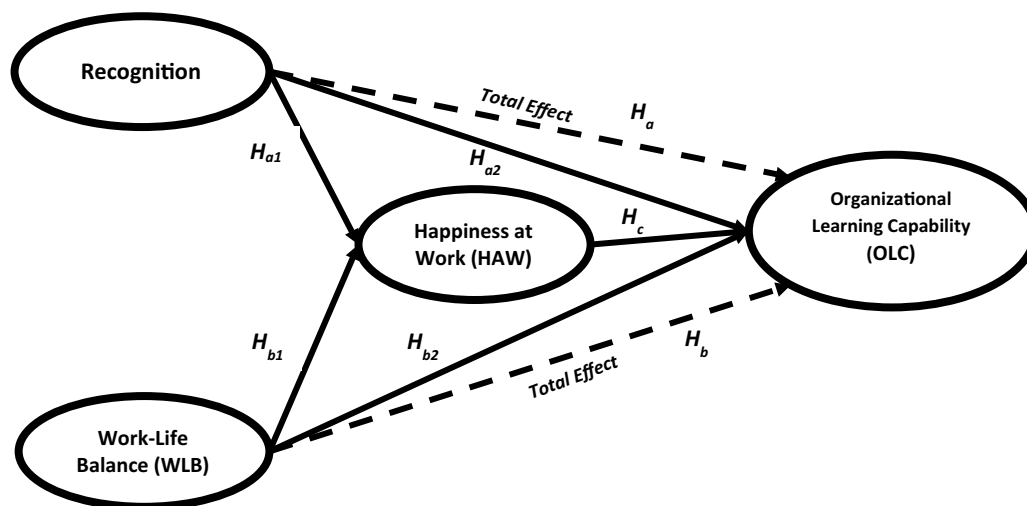 Recognition
Total Effect
Ha
Ha1
Ha2
Happiness at
Work (HAW)
Hc
Organizational
Learning Capability
(OLC)
Hb1
Hb2
Hb
Total Effect
Work-Life
Balance (WLB)